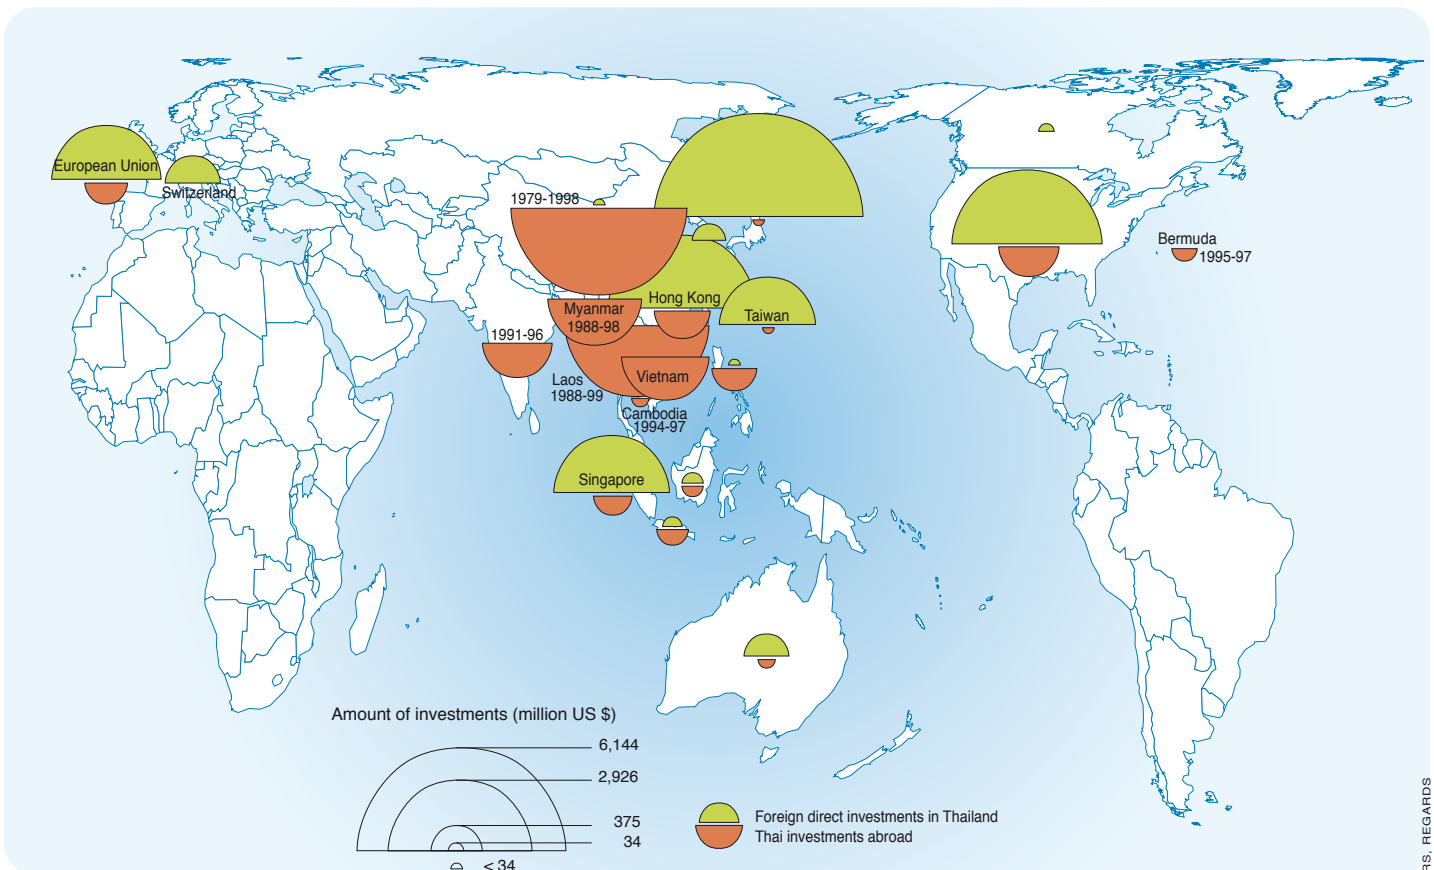 European Union
Switzerland
1979-1998
Bermuda
1995-97
Hong Kong
Myanmar
1988-98
Taiwan
1991-96
Laos
1988-99
Vietnam
Cambodia
1994-97
Singapore
Amount of investments (million US $)
6,144
2,926
375
34
< 34
Foreign direct investments in Thailand
Thai investments abroad
REGARDS